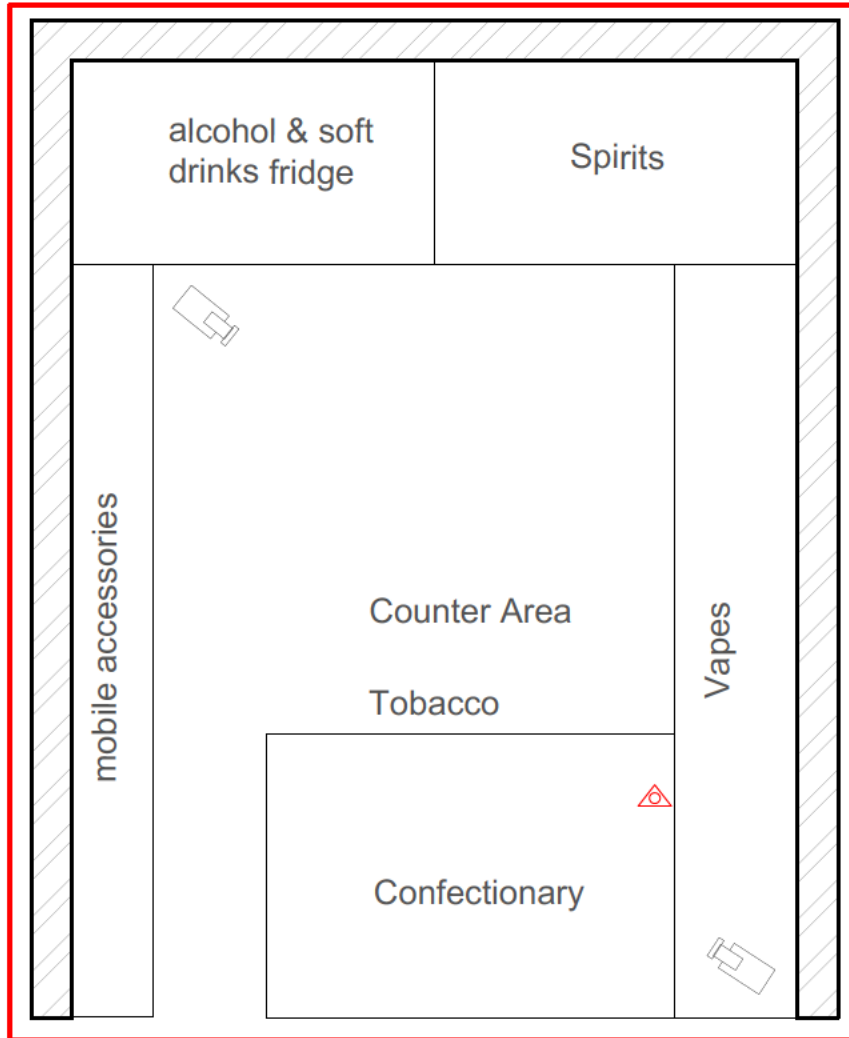 alcohol & soft
drinks fridge
Spirits
mobile accessories
Counter Area
Tobacco
Vapes
Confectionary